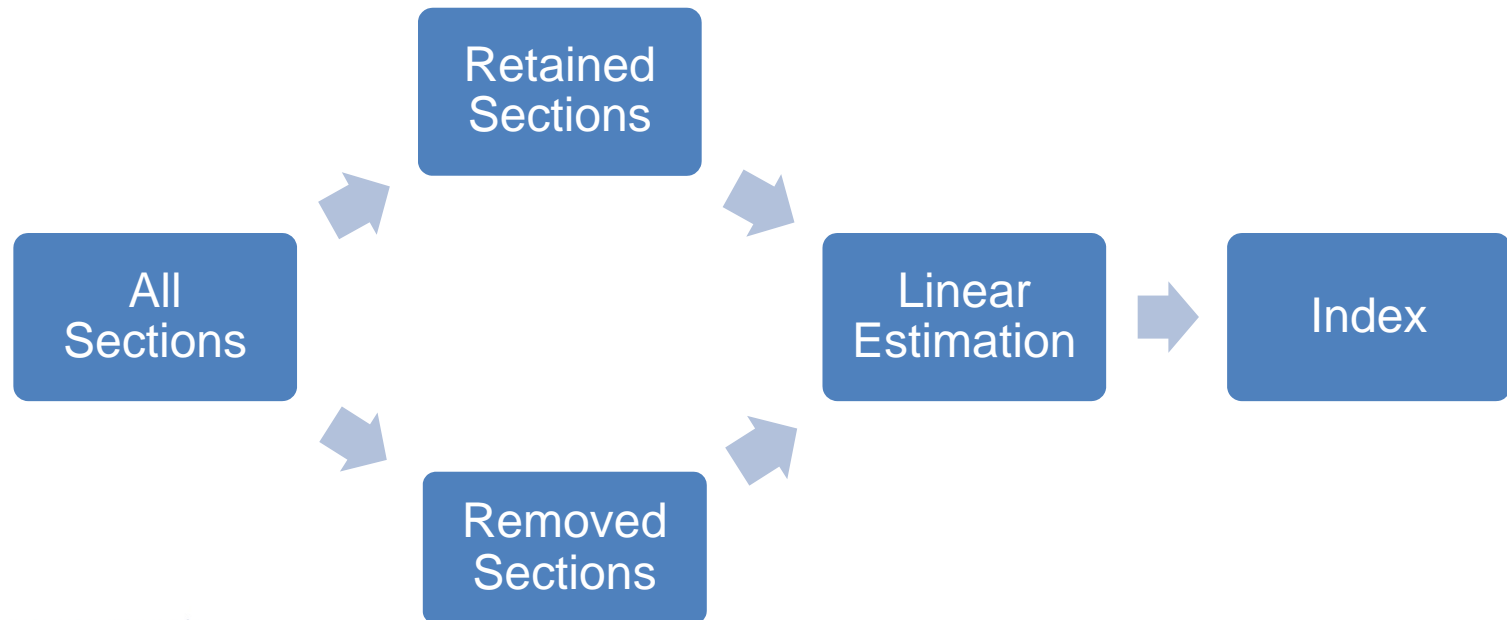 Retained
Sections
All
Sections
Linear
Estimation
Index
Removed
Sections